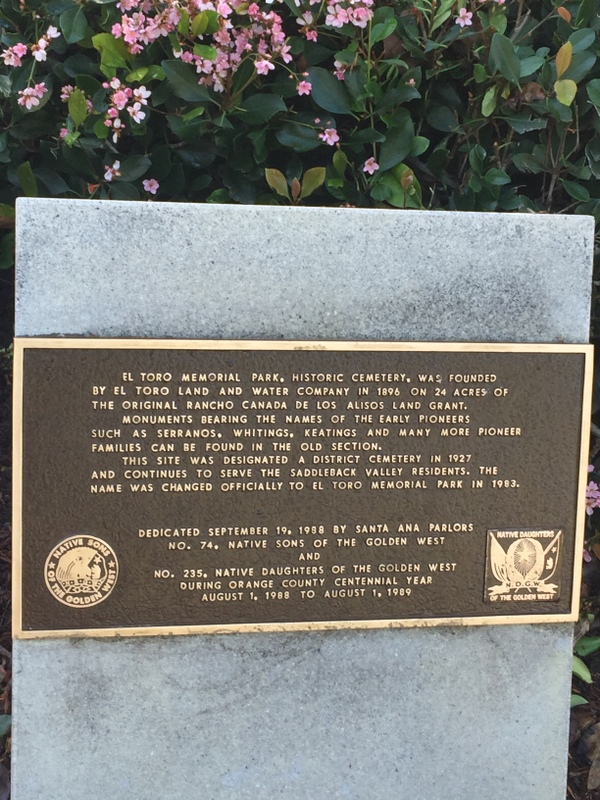 EL TORO MEMORIAL PARK, HISTORIC CEMETERY, WAS FOUNDED
BY EL TORO LAND AND WATER COMPANY IN 1896 ON 24 ACRES OF
THE ORIGINAL RANCHO CANADA DE LOS ALISOS LAND GRANT.
MONUMENTS BEARING THE NAMES OF THE EARLY PIONEERS
SUCH AS SERRANOS, WHITINGS, KEATINGS AND MANY MORE PIONEER
FAMILIES CAN BE FOUND IN THE OLD SECTION.
THIS SITE WAS DESIGNATED A DISTRICT CEMETERY IN 1927
AND CONTINUES TO SERVE THE SADDLEBACK VALLEY RESIDENTS. THE
NAME WAS CHANGED OFFICIALLY TO EL TORO MEMORIAL PARK IN 1983.
DEDICATED SEPTEMBER 19, 1988 BY SANTA ANA PARLORS
NO. 74, NATIVE SONS OF THE GOLDEN WEST
AND
NO. 235, NATIVE DAUGHTERS OF THE GOLDEN WEST
DURING ORANGE COUNTY CENTENNIAL YEAR
AUGUST 1, 1988 TO AUGUST 1, 1989
NATIVE SONS
OF THE GOLDEN WEST
NATIVE DAUGHTERS
N.D.G.W.
OF THE GOLDEN WEST